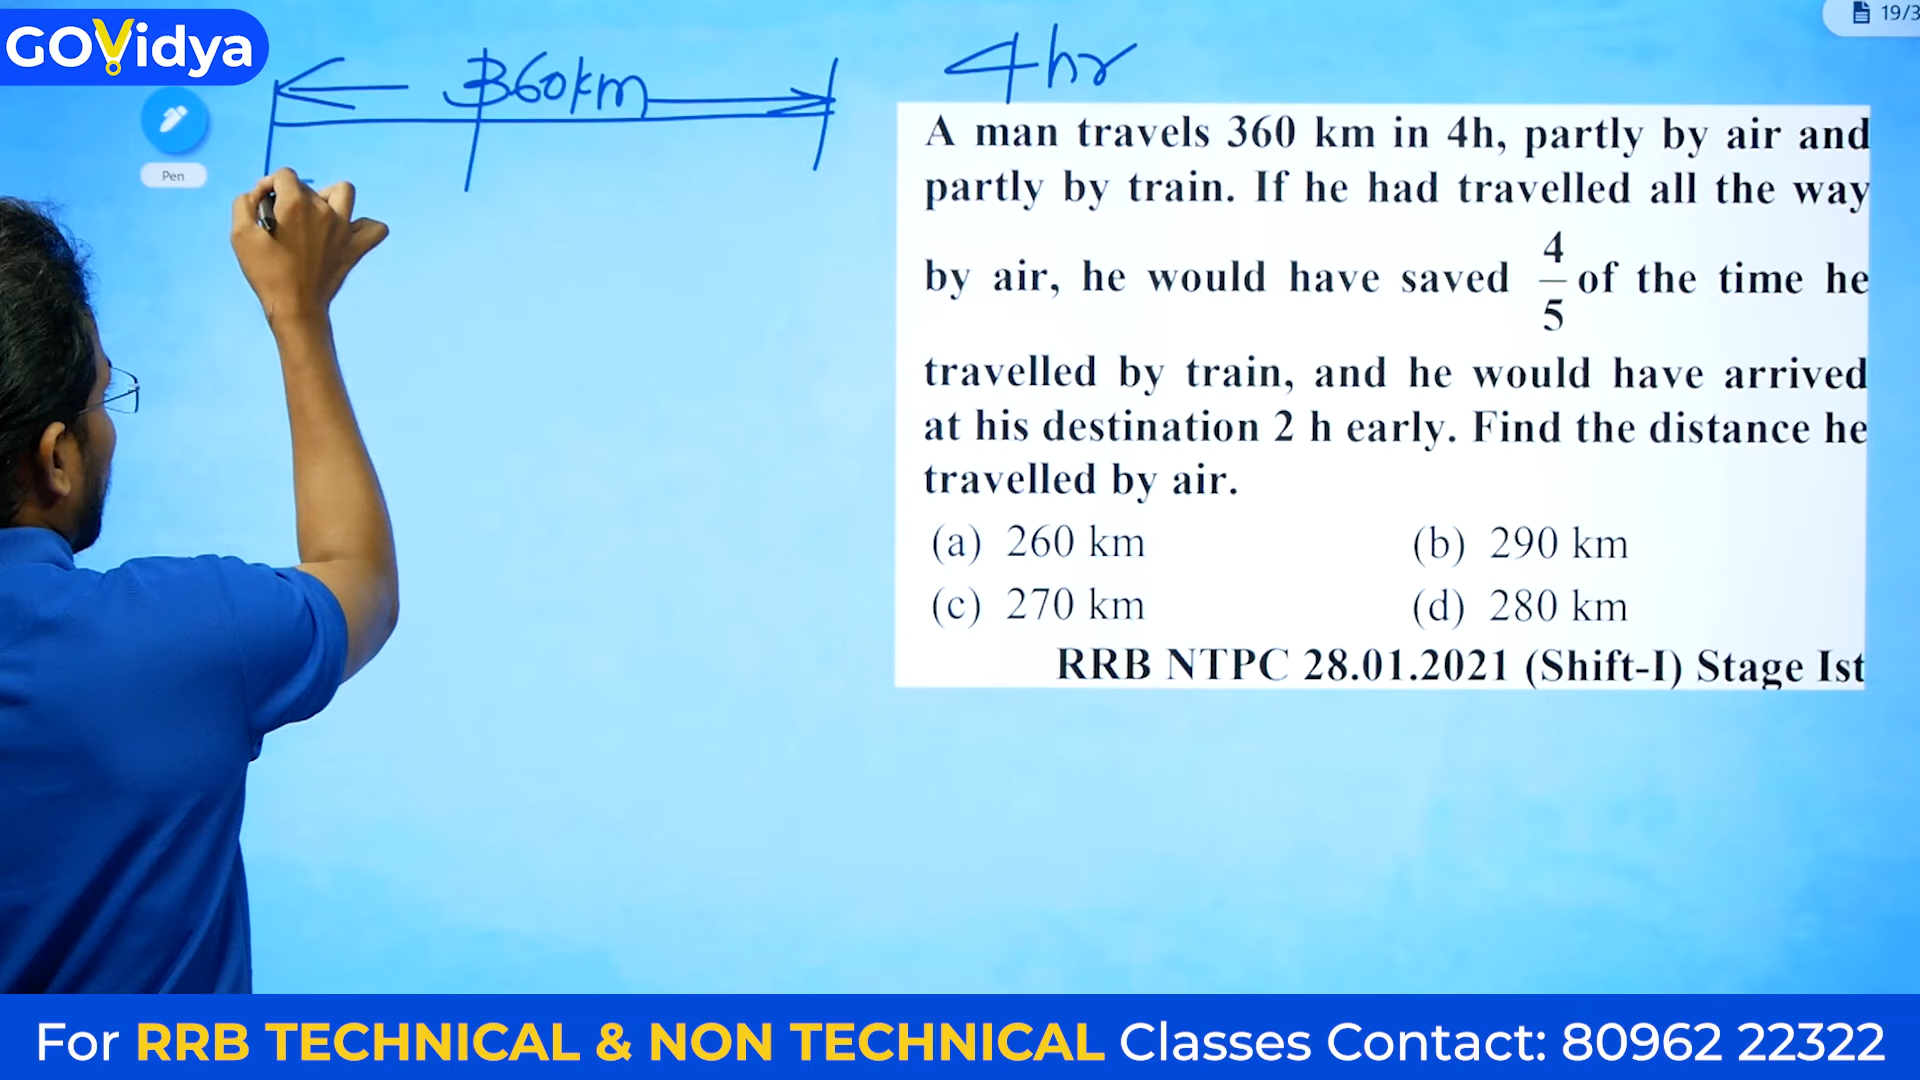 GOVidya
19/3
360km
4hr
Pen
A man travels 360 km in 4h, partly by air and
partly by train. If he had travelled all the way
by air, he would have saved 4/5 of the time he
travelled by train, and he would have arrived
at his destination 2 h early. Find the distance he
travelled by air.
(a) 260 km (b) 290 km
(c) 270 km (d) 280 km
RRB NTPC 28.01.2021 (Shift-I) Stage Ist
For RRB TECHNICAL & NON TECHNICAL Classes Contact: 80962 22322